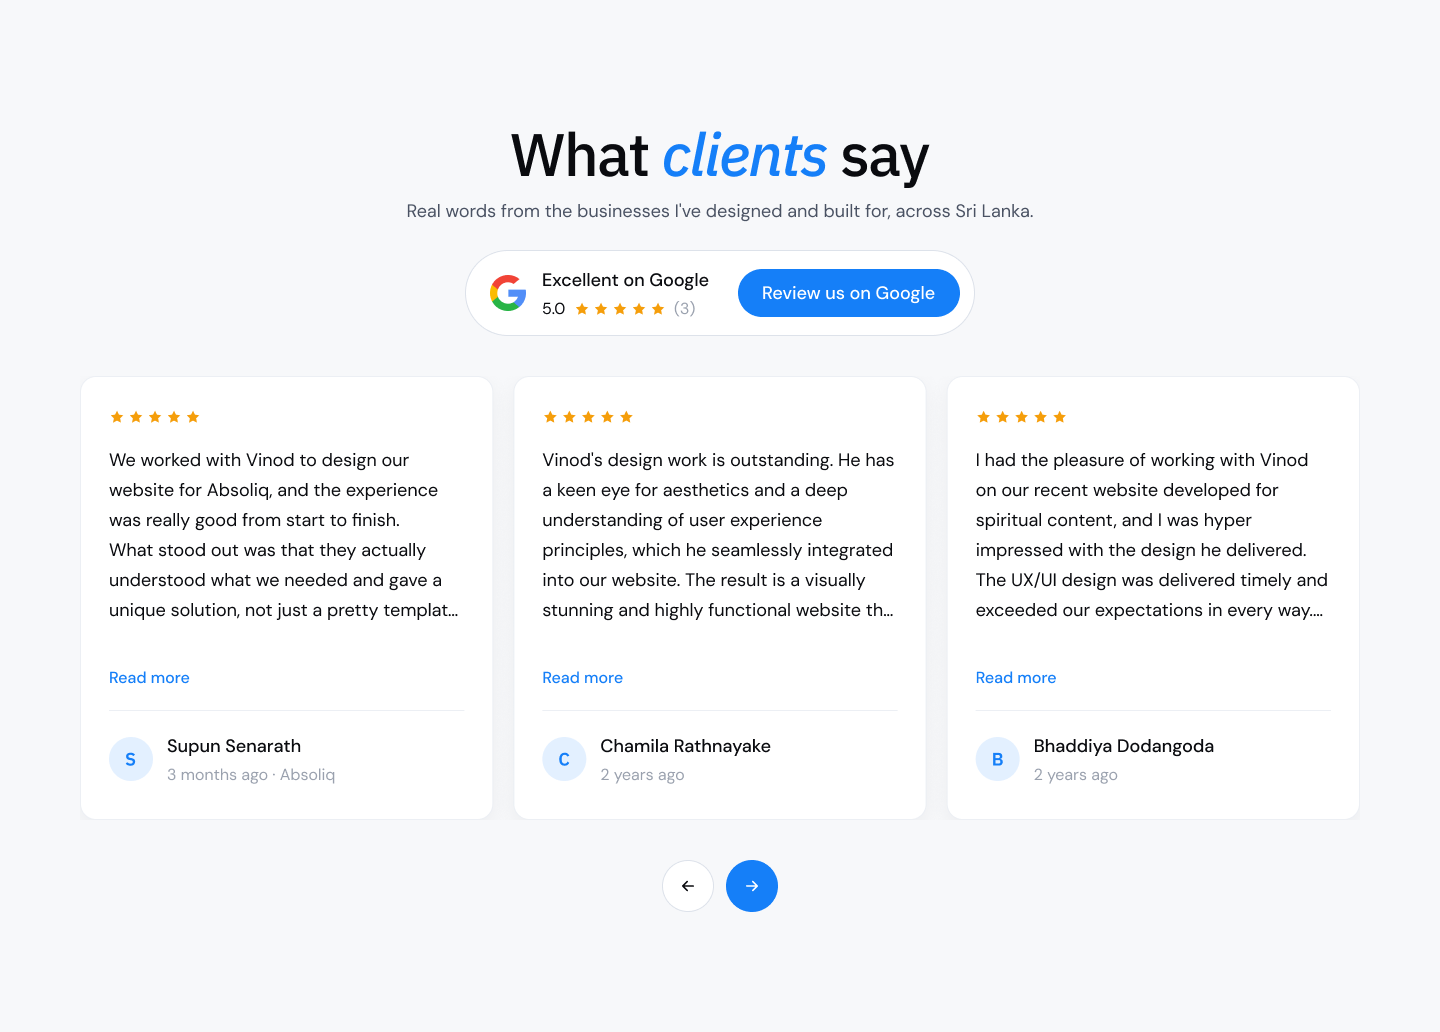 What clients say
Real words from the businesses I've designed and built for, across Sri Lanka.
Excellent on Google
5.0 ★ ★ ★ ★ ★ (3)
Review us on Google
★ ★ ★ ★ ★
We worked with Vinod to design our
website for Absoliq, and the experience
was really good from start to finish.
What stood out was that they actually
understood what we needed and gave a
unique solution, not just a pretty templat...
Read more
S
Supun Senarath
3 months ago · Absoliq
★ ★ ★ ★ ★
Vinod's design work is outstanding. He has
a keen eye for aesthetics and a deep
understanding of user experience
principles, which he seamlessly integrated
into our website. The result is a visually
stunning and highly functional website th...
Read more
C
Chamila Rathnayake
2 years ago
★ ★ ★ ★ ★
I had the pleasure of working with Vinod
on our recent website developed for
spiritual content, and I was hyper
impressed with the design he delivered.
The UX/UI design was delivered timely and
exceeded our expectations in every way....
Read more
B
Bhaddiya Dodangoda
2 years ago
← →